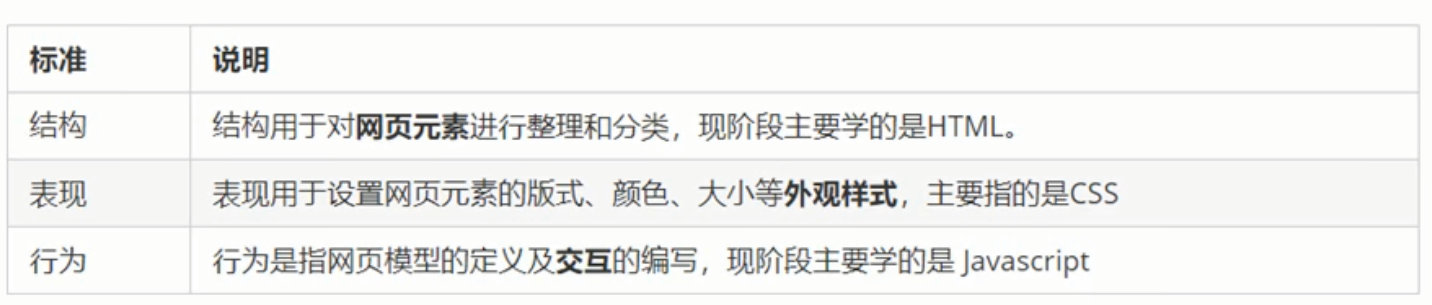 标准 说明
结构 结构用于对网页元素进行整理和分类，现阶段主要学的是HTML。
表现 表现用于设置网页元素的版式、颜色、大小等外观样式，主要指的是CSS
行为 行为是指网页模型的定义及交互的编写，现阶段主要学的是 Javascript